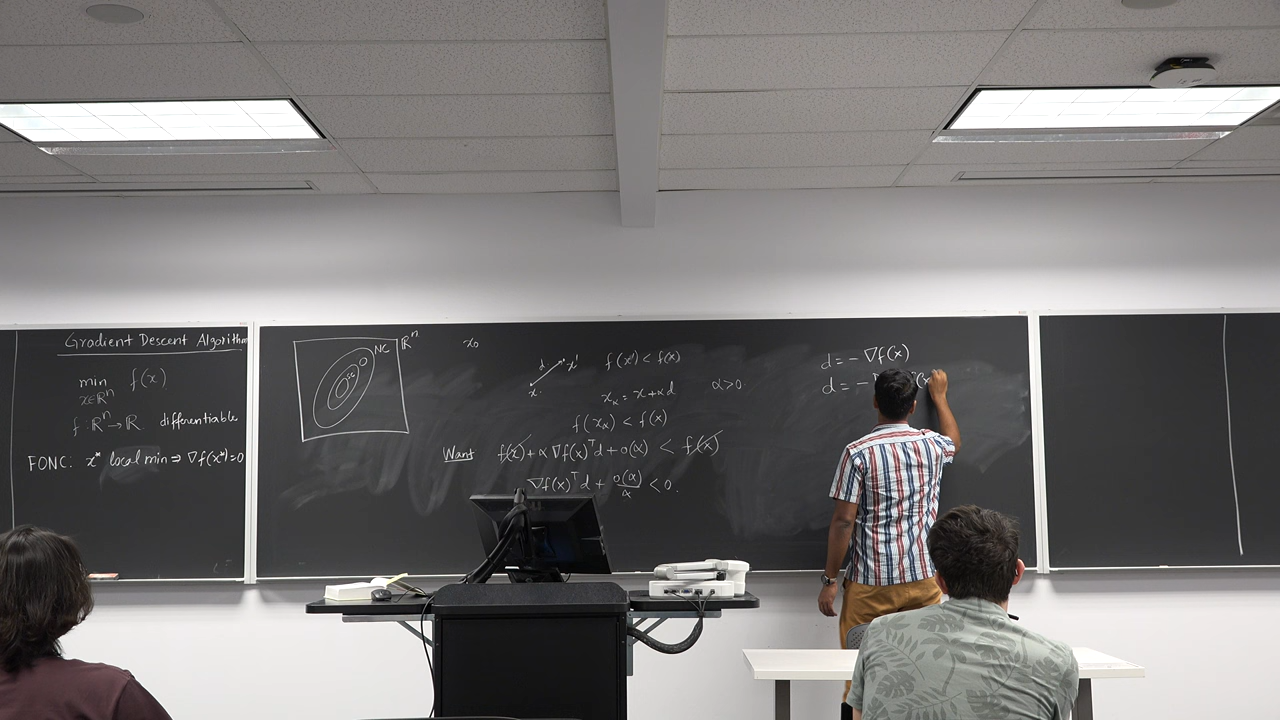 Gradient Descent Algorithm
min f(x)
x∈ℝⁿ
f: ℝⁿ → ℝ differentiable
FONC: x* local min ⇒ ∇f(x*)=0
NC ℝⁿ
x₀
d x'
x
f(x') < f(x)
x_α = x + αd α>0.
f(x_α) < f(x)
Want f(x) + α∇f(x)ᵀd + o(α) < f(x)
∇f(x)ᵀd + o(α)/α < 0.
d = - ∇f(x)
d = - f(x